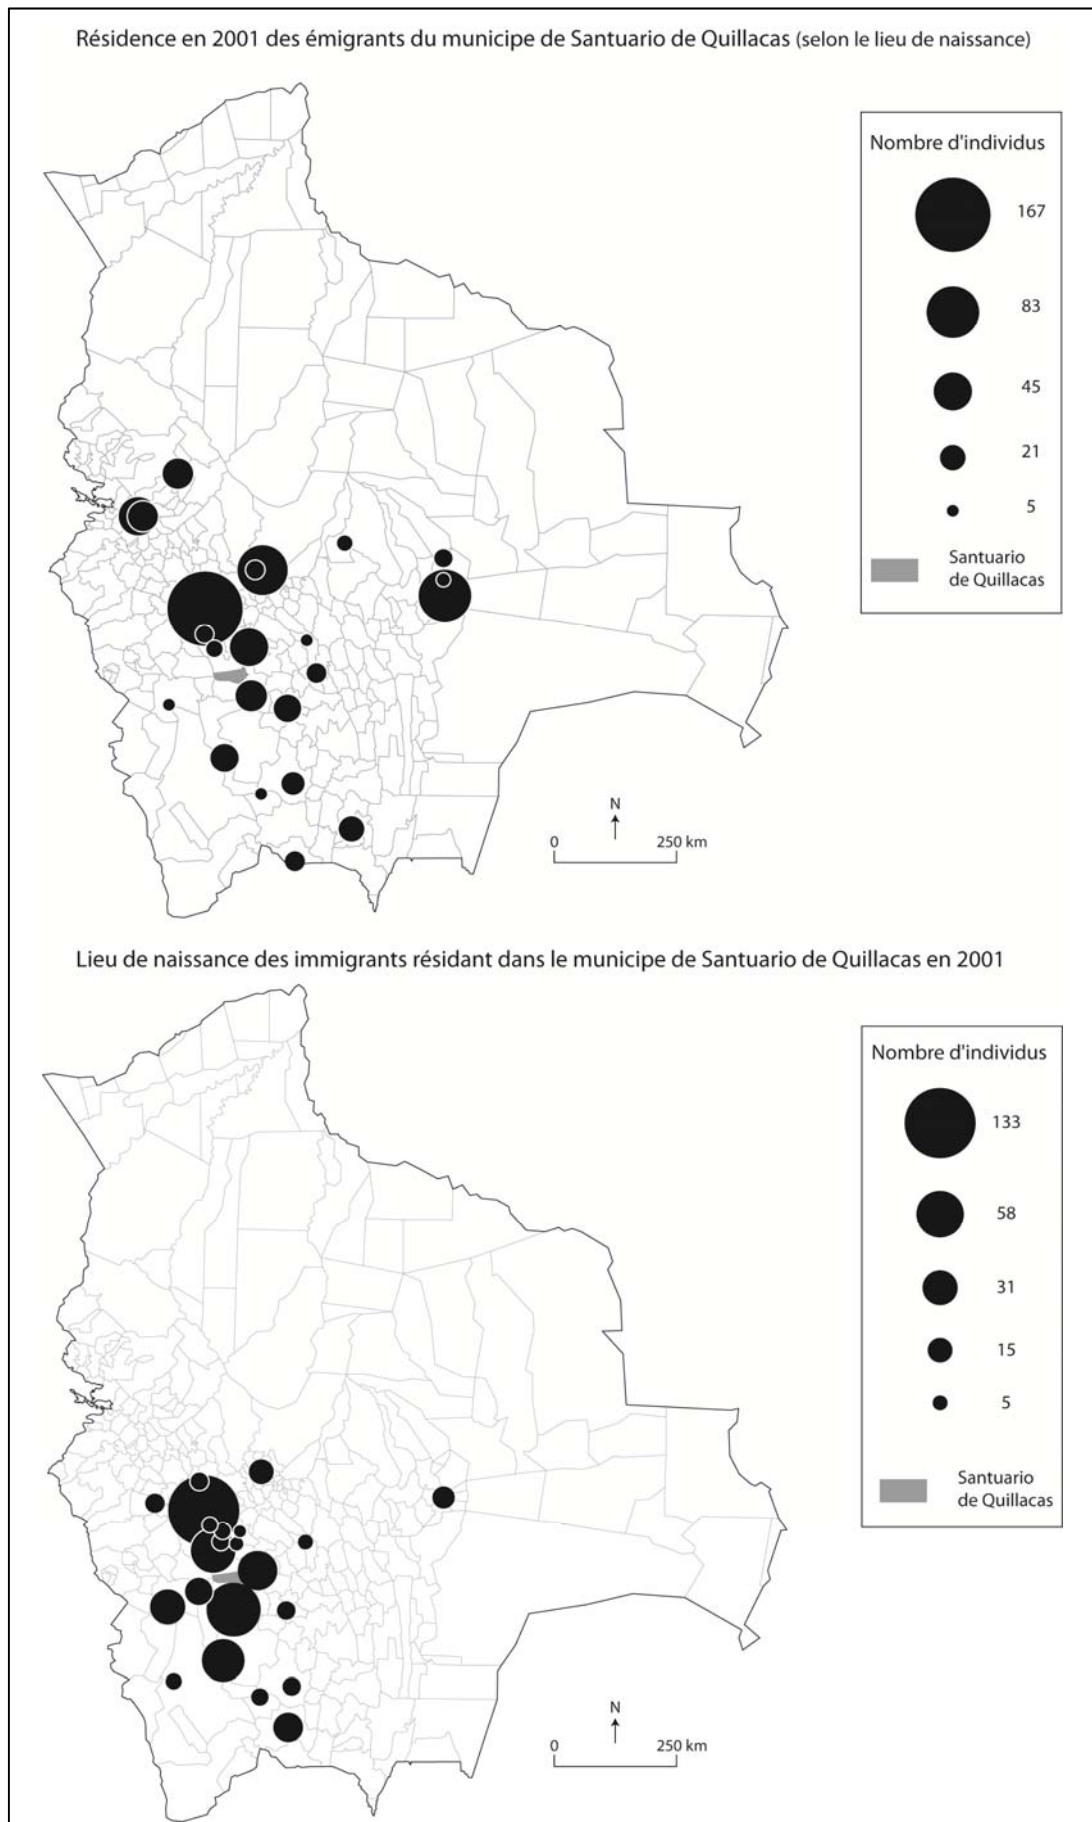 Résidence en 2001 des émigrants du municipe de Santuario de Quillacas (selon le lieu de naissance)
Nombre d'individus
167
83
45
21
5
Santuario
de Quillacas
N
0 250 km
Lieu de naissance des immigrants résidant dans le municipe de Santuario de Quillacas en 2001
Nombre d'individus
133
58
31
15
5
Santuario
de Quillacas
N
0 250 km